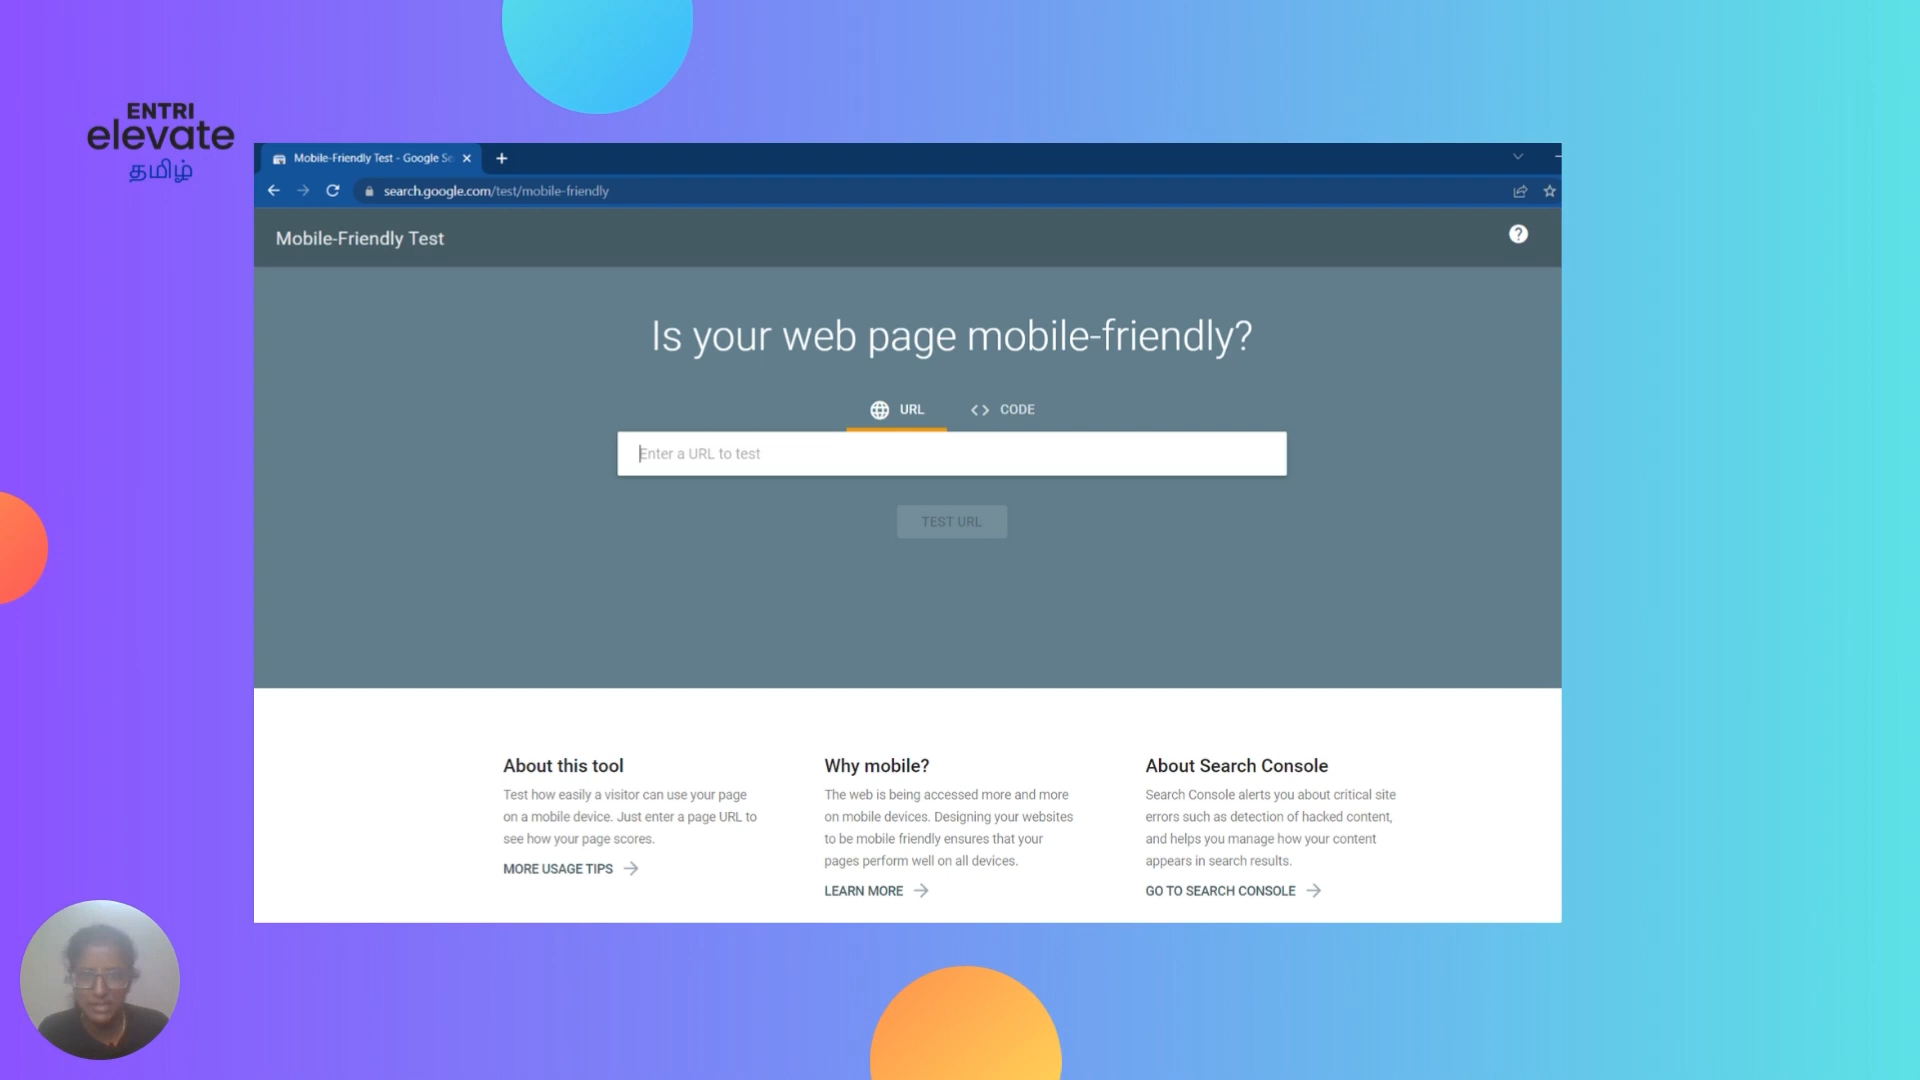 ENTRI
elevate
தமிழ்
Mobile-Friendly Test - Google Se
search.google.com/test/mobile-friendly
Mobile-Friendly Test
Is your web page mobile-friendly?
URL
CODE
Enter a URL to test
TEST URL
About this tool
Test how easily a visitor can use your page
on a mobile device. Just enter a page URL to
see how your page scores.
MORE USAGE TIPS
Why mobile?
The web is being accessed more and more
on mobile devices. Designing your websites
to be mobile friendly ensures that your
pages perform well on all devices.
LEARN MORE
About Search Console
Search Console alerts you about critical site
errors such as detection of hacked content,
and helps you manage how your content
appears in search results.
GO TO SEARCH CONSOLE